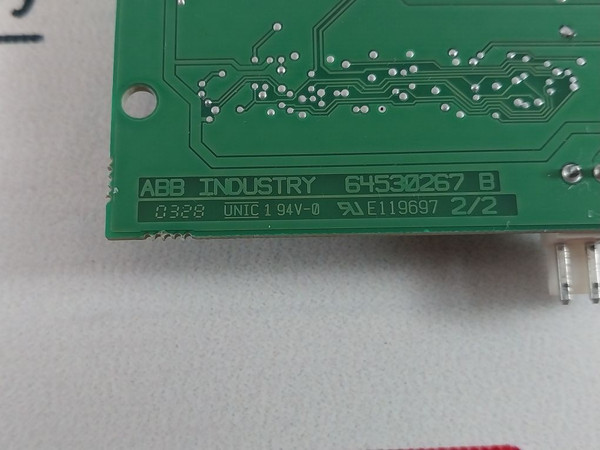 ABB INDUSTRY 64530267 B
0328 UNIC 1 94V-0 E119697 2/2